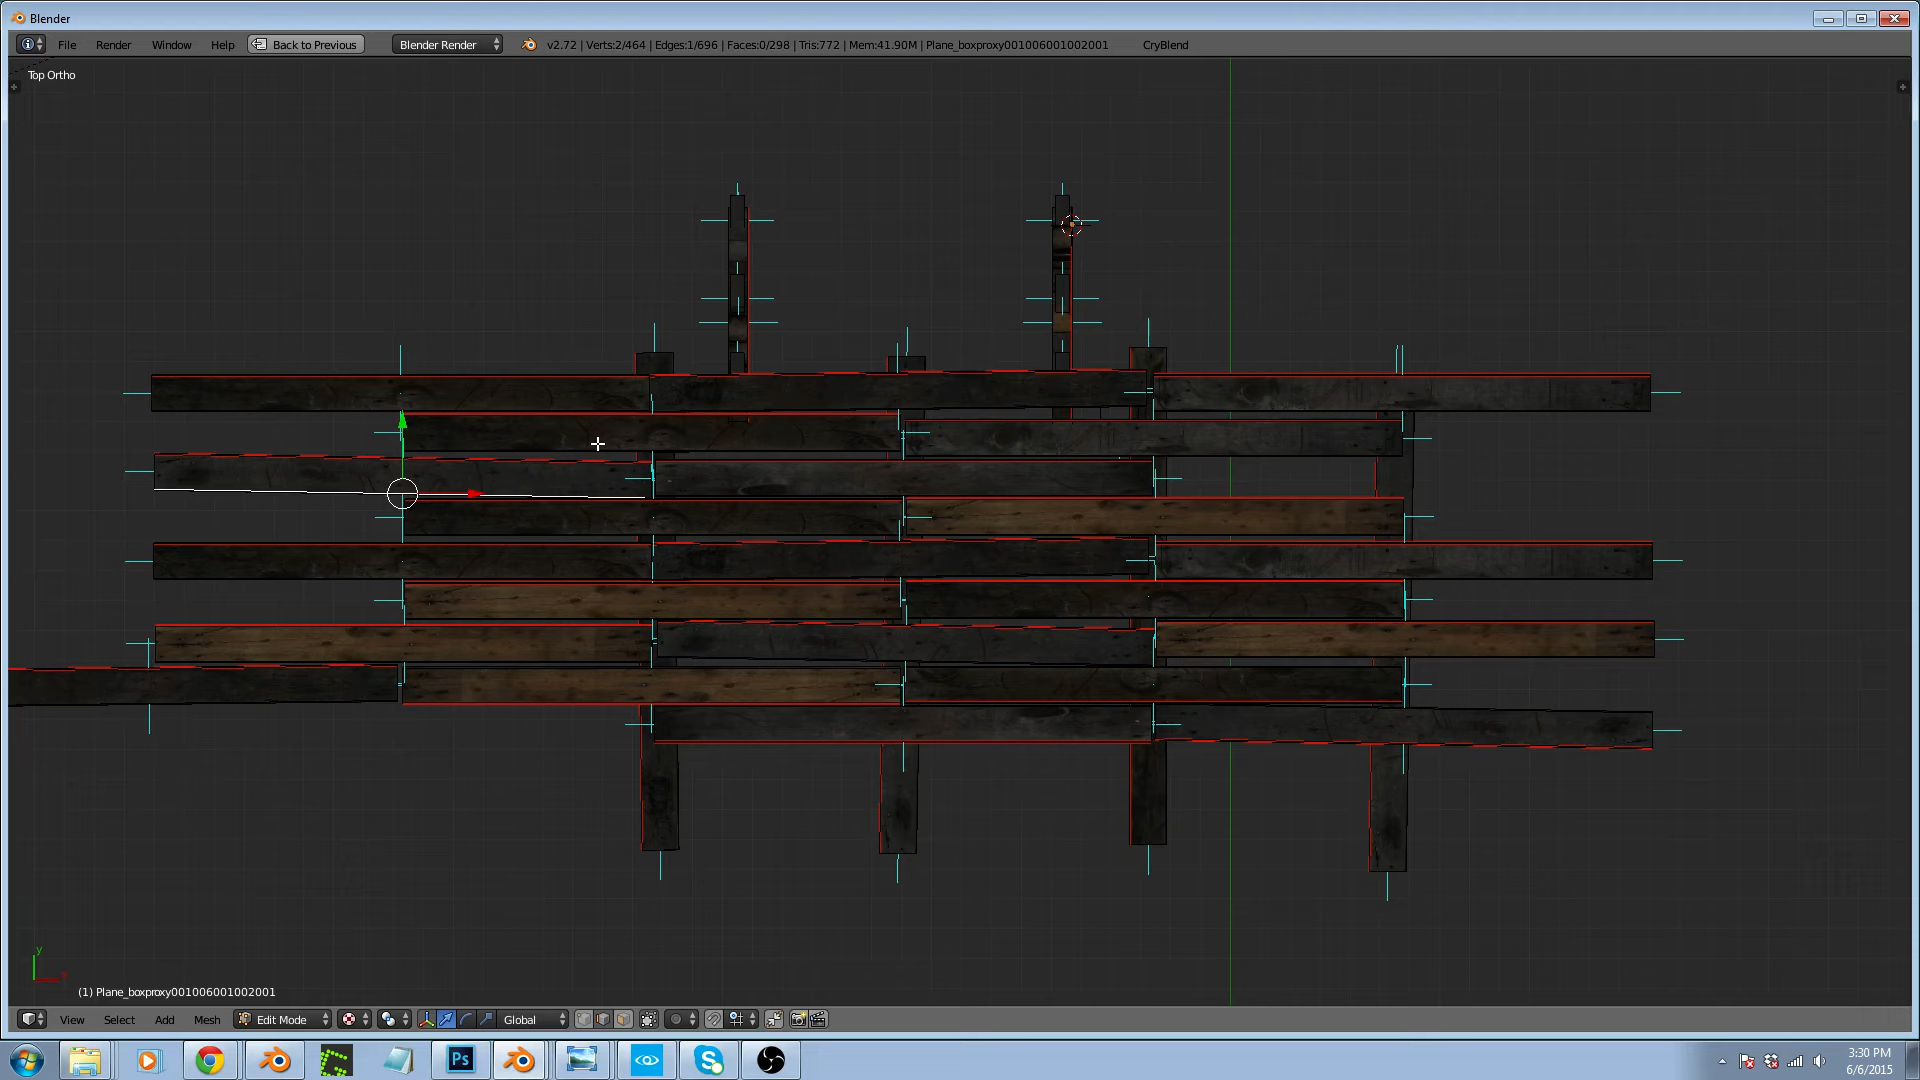 Blender
File Render Window Help Back to Previous Blender Render v2.72 | Verts:2/464 | Edges:1/696 | Faces:0/298 | Tris:772 | Mem:41.90M | Plane_boxproxy001006001002001 CryBlend
Top Ortho
y
x
(1) Plane_boxproxy001006001002001
View Select Add Mesh Edit Mode Global
Ps
3:30 PM
6/6/2015